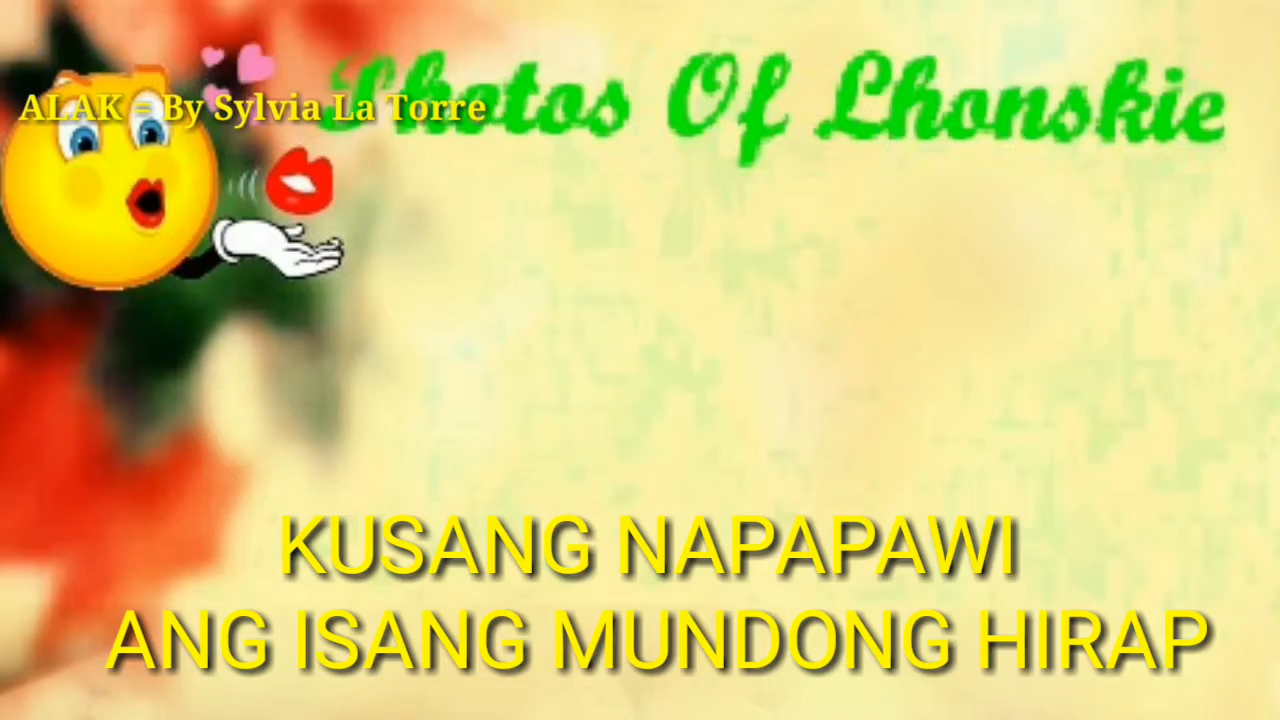 Photos Of Lhonskie
ALAK - By Sylvia La Torre
KUSANG NAPAPAWI
ANG ISANG MUNDONG HIRAP